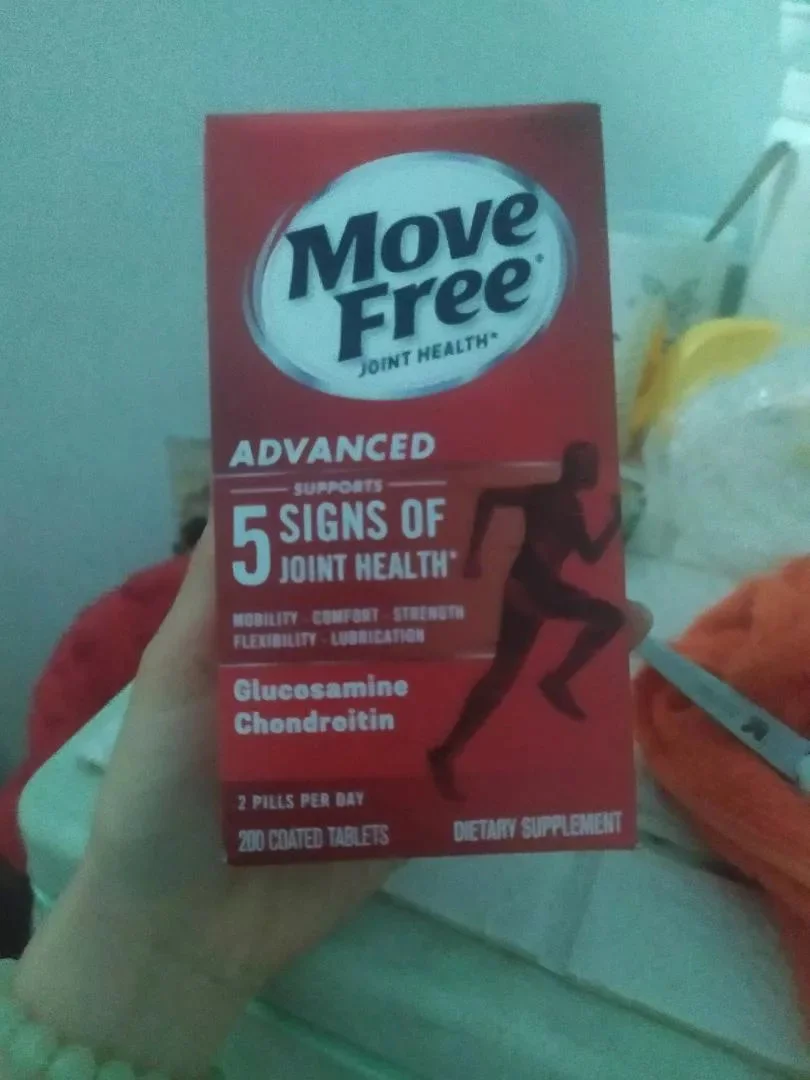 Move
Free®
JOINT HEALTH*
ADVANCED
SUPPORTS
5 SIGNS OF
JOINT HEALTH*
MOBILITY · COMFORT · STRENGTH
FLEXIBILITY · LUBRICATION
Glucosamine
Chondroitin
2 PILLS PER DAY
200 COATED TABLETS
DIETARY SUPPLEMENT